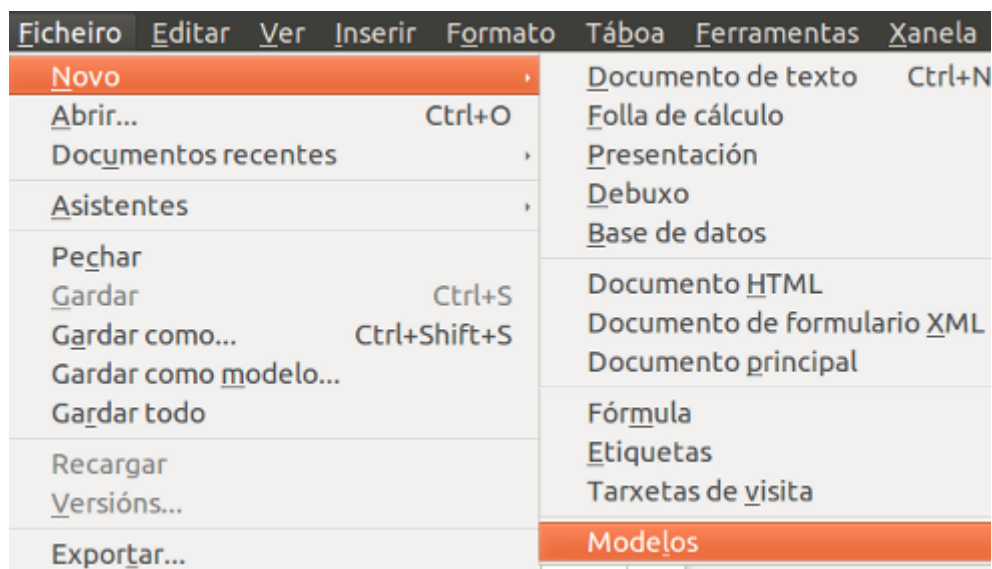 Ficheiro Editar Ver Inserir Formato Táboa Ferramentas Xanela
Novo
Abrir... Ctrl+O
Documentos recentes
Asistentes
Pechar
Gardar Ctrl+S
Gardar como... Ctrl+Shift+S
Gardar como modelo...
Gardar todo
Recargar
Versións...
Exportar...
Documento de texto Ctrl+N
Folla de cálculo
Presentación
Debuxo
Base de datos
Documento HTML
Documento de formulario XML
Documento principal
Fórmula
Etiquetas
Tarxetas de visita
Modelos